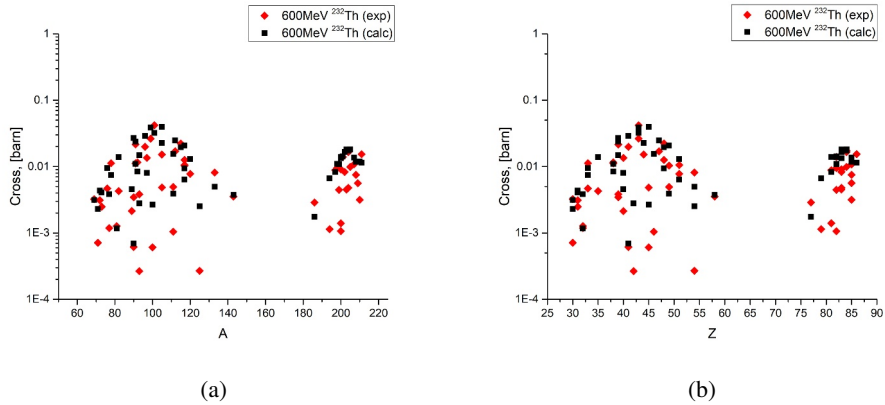 600MeV ²³²Th (exp)
600MeV ²³²Th (calc)
1
0.1
0.01
1E-3
1E-4
Cross, [barn]
60 80 100 120 140 160 180 200 220
A
(a)
600MeV ²³²Th (exp)
600MeV ²³²Th (calc)
1
0.1
0.01
1E-3
1E-4
Cross, [barn]
25 30 35 40 45 50 55 60 65 70 75 80 85 90
Z
(b)